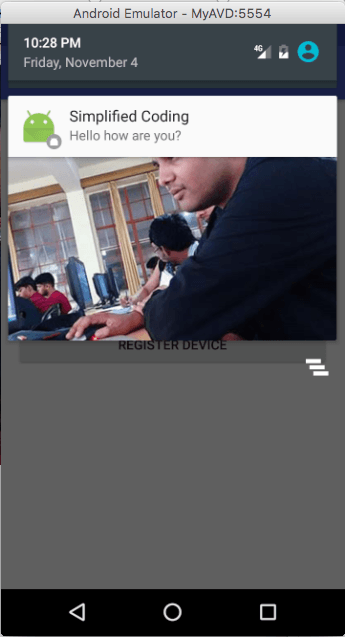 Android Emulator - MyAVD:5554
10:28 PM
Friday, November 4
4G
Simplified Coding
Hello how are you?
REGISTER DEVICE